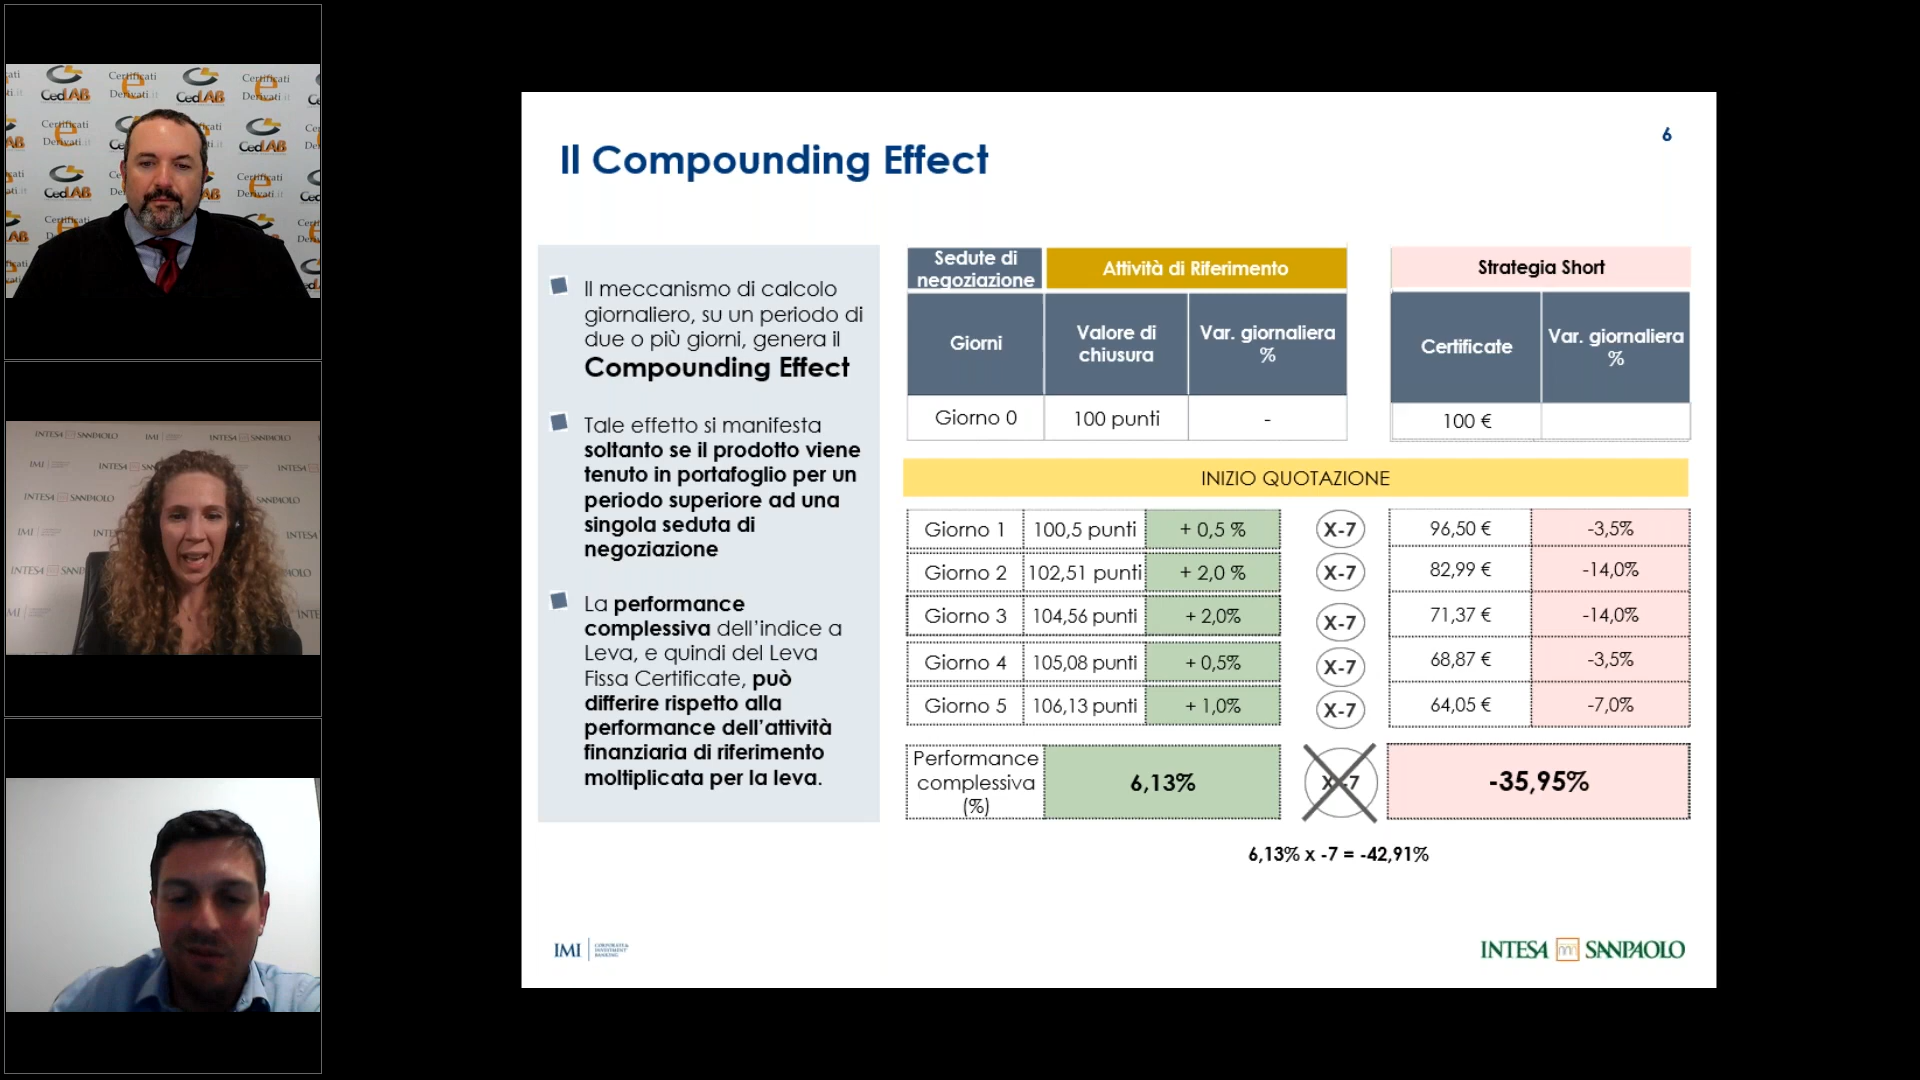 Il Compounding Effect
6
Il meccanismo di calcolo
giornaliero, su un periodo di
due o più giorni, genera il
Compounding Effect
Tale effetto si manifesta
soltanto se il prodotto viene
tenuto in portafoglio per un
periodo superiore ad una
singola seduta di
negoziazione
La performance
complessiva dell'indice a
Leva, e quindi del Leva
Fissa Certificate, può
differire rispetto alla
performance dell'attività
finanziaria di riferimento
moltiplicata per la leva.
Sedute di
negoziazione
Attività di Riferimento
Strategia Short
Giorni
Valore di
chiusura
Var. giornaliera
%
Certificate
Var. giornaliera
%
Giorno 0 100 punti - 100 €
INIZIO QUOTAZIONE
Giorno 1 100,5 punti + 0,5 % X-7 96,50 € -3,5%
Giorno 2 102,51 punti + 2,0 % X-7 82,99 € -14,0%
Giorno 3 104,56 punti + 2,0% X-7 71,37 € -14,0%
Giorno 4 105,08 punti + 0,5% X-7 68,87 € -3,5%
Giorno 5 106,13 punti + 1,0% X-7 64,05 € -7,0%
Performance
complessiva
(%)
6,13%
X-7
-35,95%
6,13% x -7 = -42,91%
IMI
CORPORATE &
INVESTMENT
BANKING
INTESA SANPAOLO
Certificati
Derivati.it
CedLAB
INTESA SANPAOLO
IMI